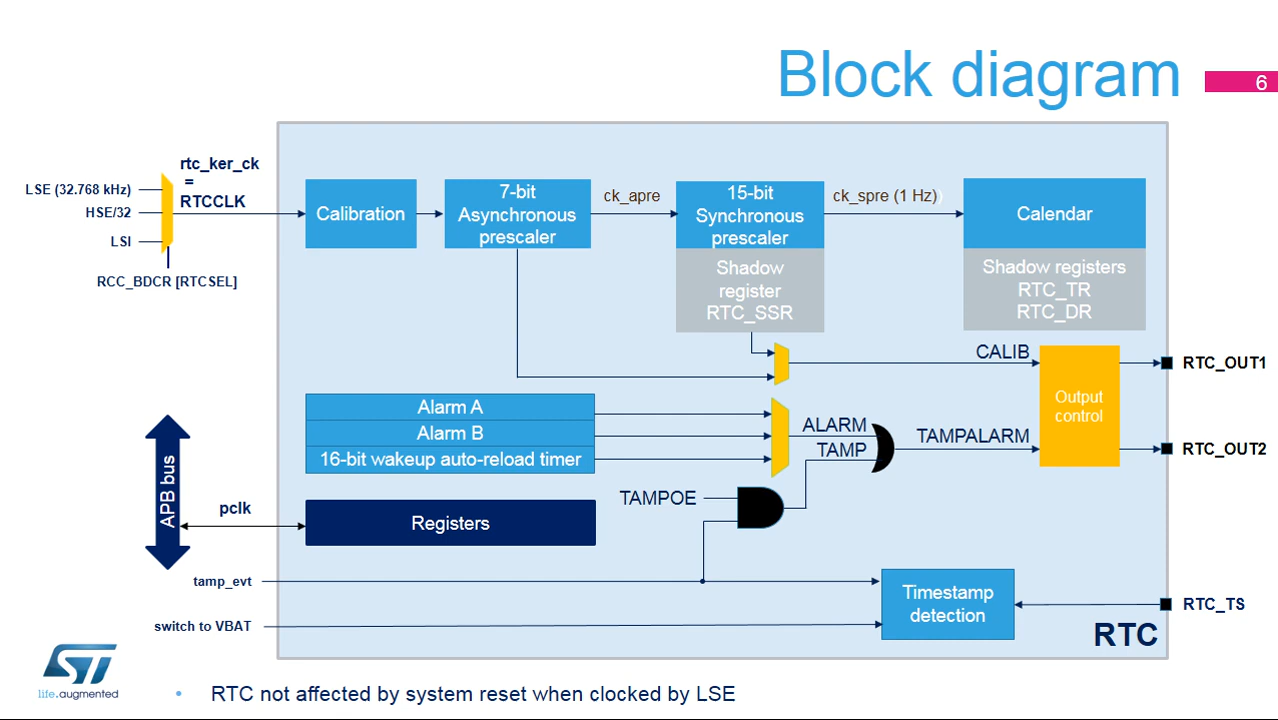 Block diagram
6
rtc_ker_ck
=
RTCCLK
LSE (32.768 kHz)
HSE/32
LSI
RCC_BDCR [RTCSEL]
Calibration
7-bit
Asynchronous
prescaler
ck_apre
15-bit
Synchronous
prescaler
Shadow
register
RTC_SSR
ck_spre (1 Hz))
Calendar
Shadow registers
RTC_TR
RTC_DR
CALIB
Output
control
RTC_OUT1
RTC_OUT2
Alarm A
Alarm B
16-bit wakeup auto-reload timer
ALARM
TAMP
TAMPALARM
TAMPOE
APB bus
pclk
Registers
tamp_evt
switch to VBAT
Timestamp
detection
RTC_TS
RTC
ST
life.augmented
• RTC not affected by system reset when clocked by LSE